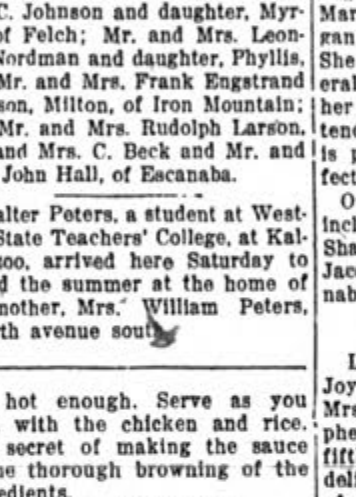 C. Johnson and daughter, Myr-
of Felch; Mr. and Mrs. Leon-
Nordman and daughter, Phyllis,
Mr. and Mrs. Frank Engstrand
son, Milton, of Iron Mountain;
Mr. and Mrs. Rudolph Larson,
and Mrs. C. Beck and Mr. and
John Hall, of Escanaba.
alter Peters, a student at West-
State Teachers' College, at Kal-
zoo, arrived here Saturday to
d the summer at the home of
mother, Mrs. William Peters,
th avenue south
hot enough. Serve as you
with the chicken and rice.
secret of making the sauce
he thorough browning of the
edients.
Mar
gan
She
eral
her
tend
is p
fect
O
incl
Sha
Jac
nab
Joy
Mrs
phe
fift
deli